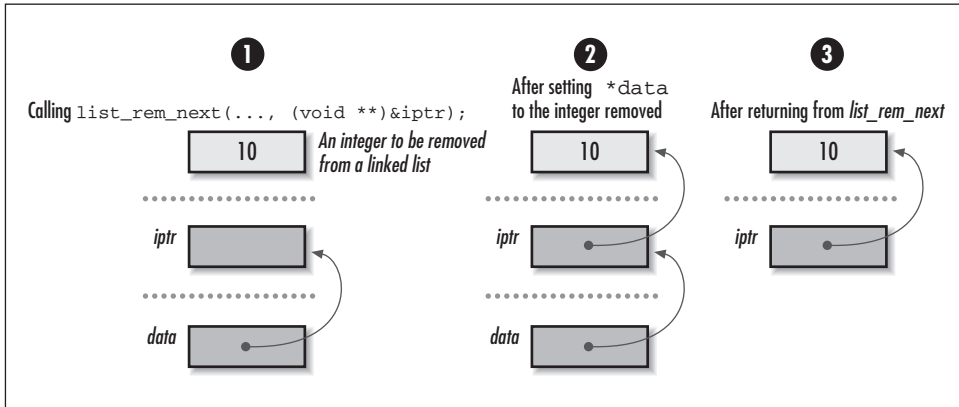 1
Calling list_rem_next(..., (void **)&iptr);
10
An integer to be removed
from a linked list
iptr
data
2
After setting *data
to the integer removed
10
iptr
data
3
After returning from list_rem_next
10
iptr